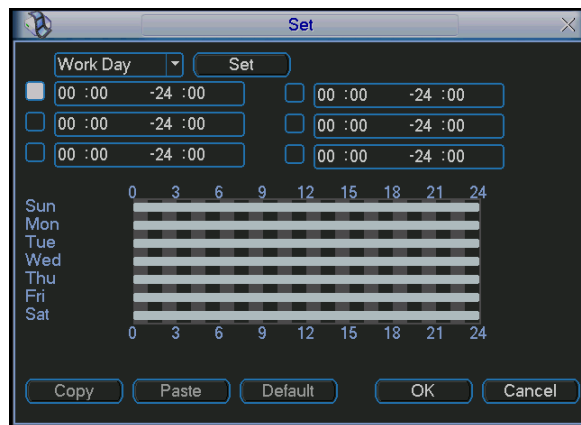 Set
Work Day Set
00 :00 -24 :00 00 :00 -24 :00
00 :00 -24 :00 00 :00 -24 :00
00 :00 -24 :00 00 :00 -24 :00
0 3 6 9 12 15 18 21 24
Sun
Mon
Tue
Wed
Thu
Fri
Sat
0 3 6 9 12 15 18 21 24
Copy Paste Default OK Cancel